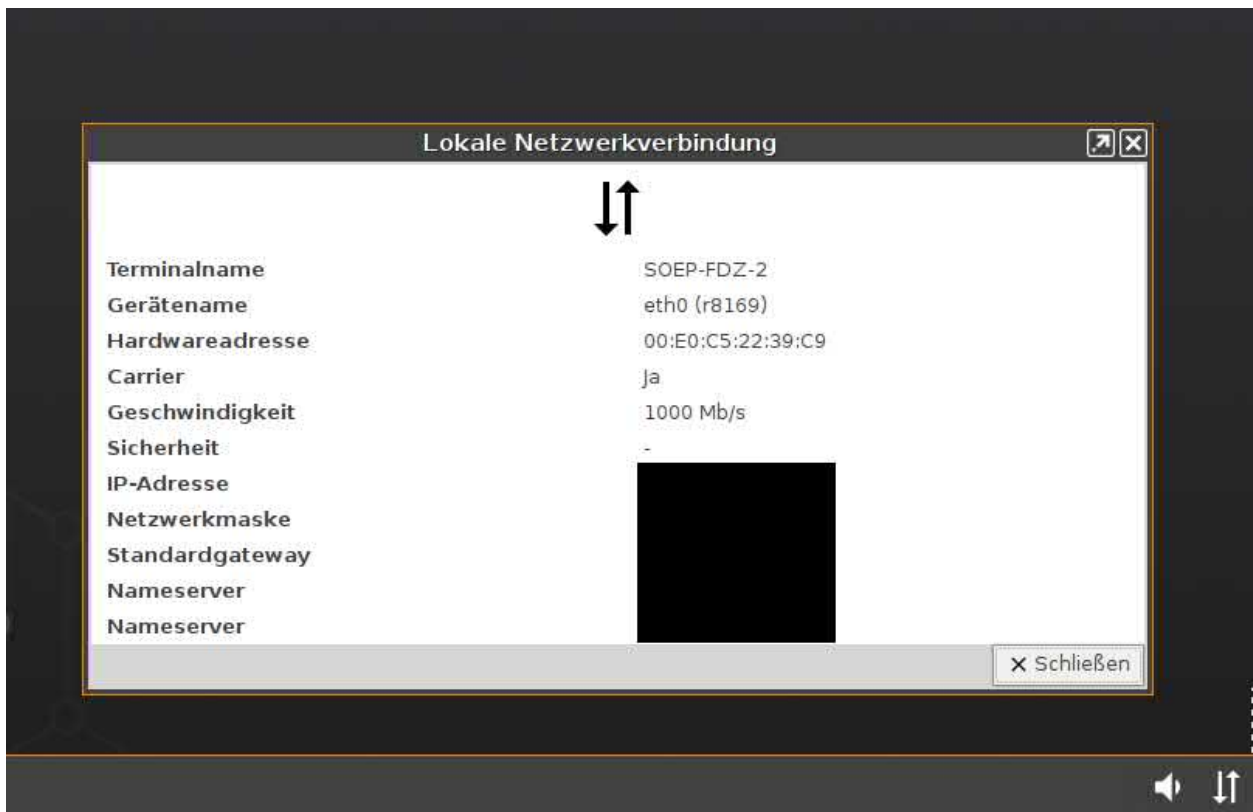 Lokale Netzwerkverbindung
Terminalname SOEP-FDZ-2
Gerätename eth0 (r8169)
Hardwareadresse 00:E0:C5:22:39:C9
Carrier Ja
Geschwindigkeit 1000 Mb/s
Sicherheit -
IP-Adresse
Netzwerkmaske
Standardgateway
Nameserver
Nameserver
Schließen